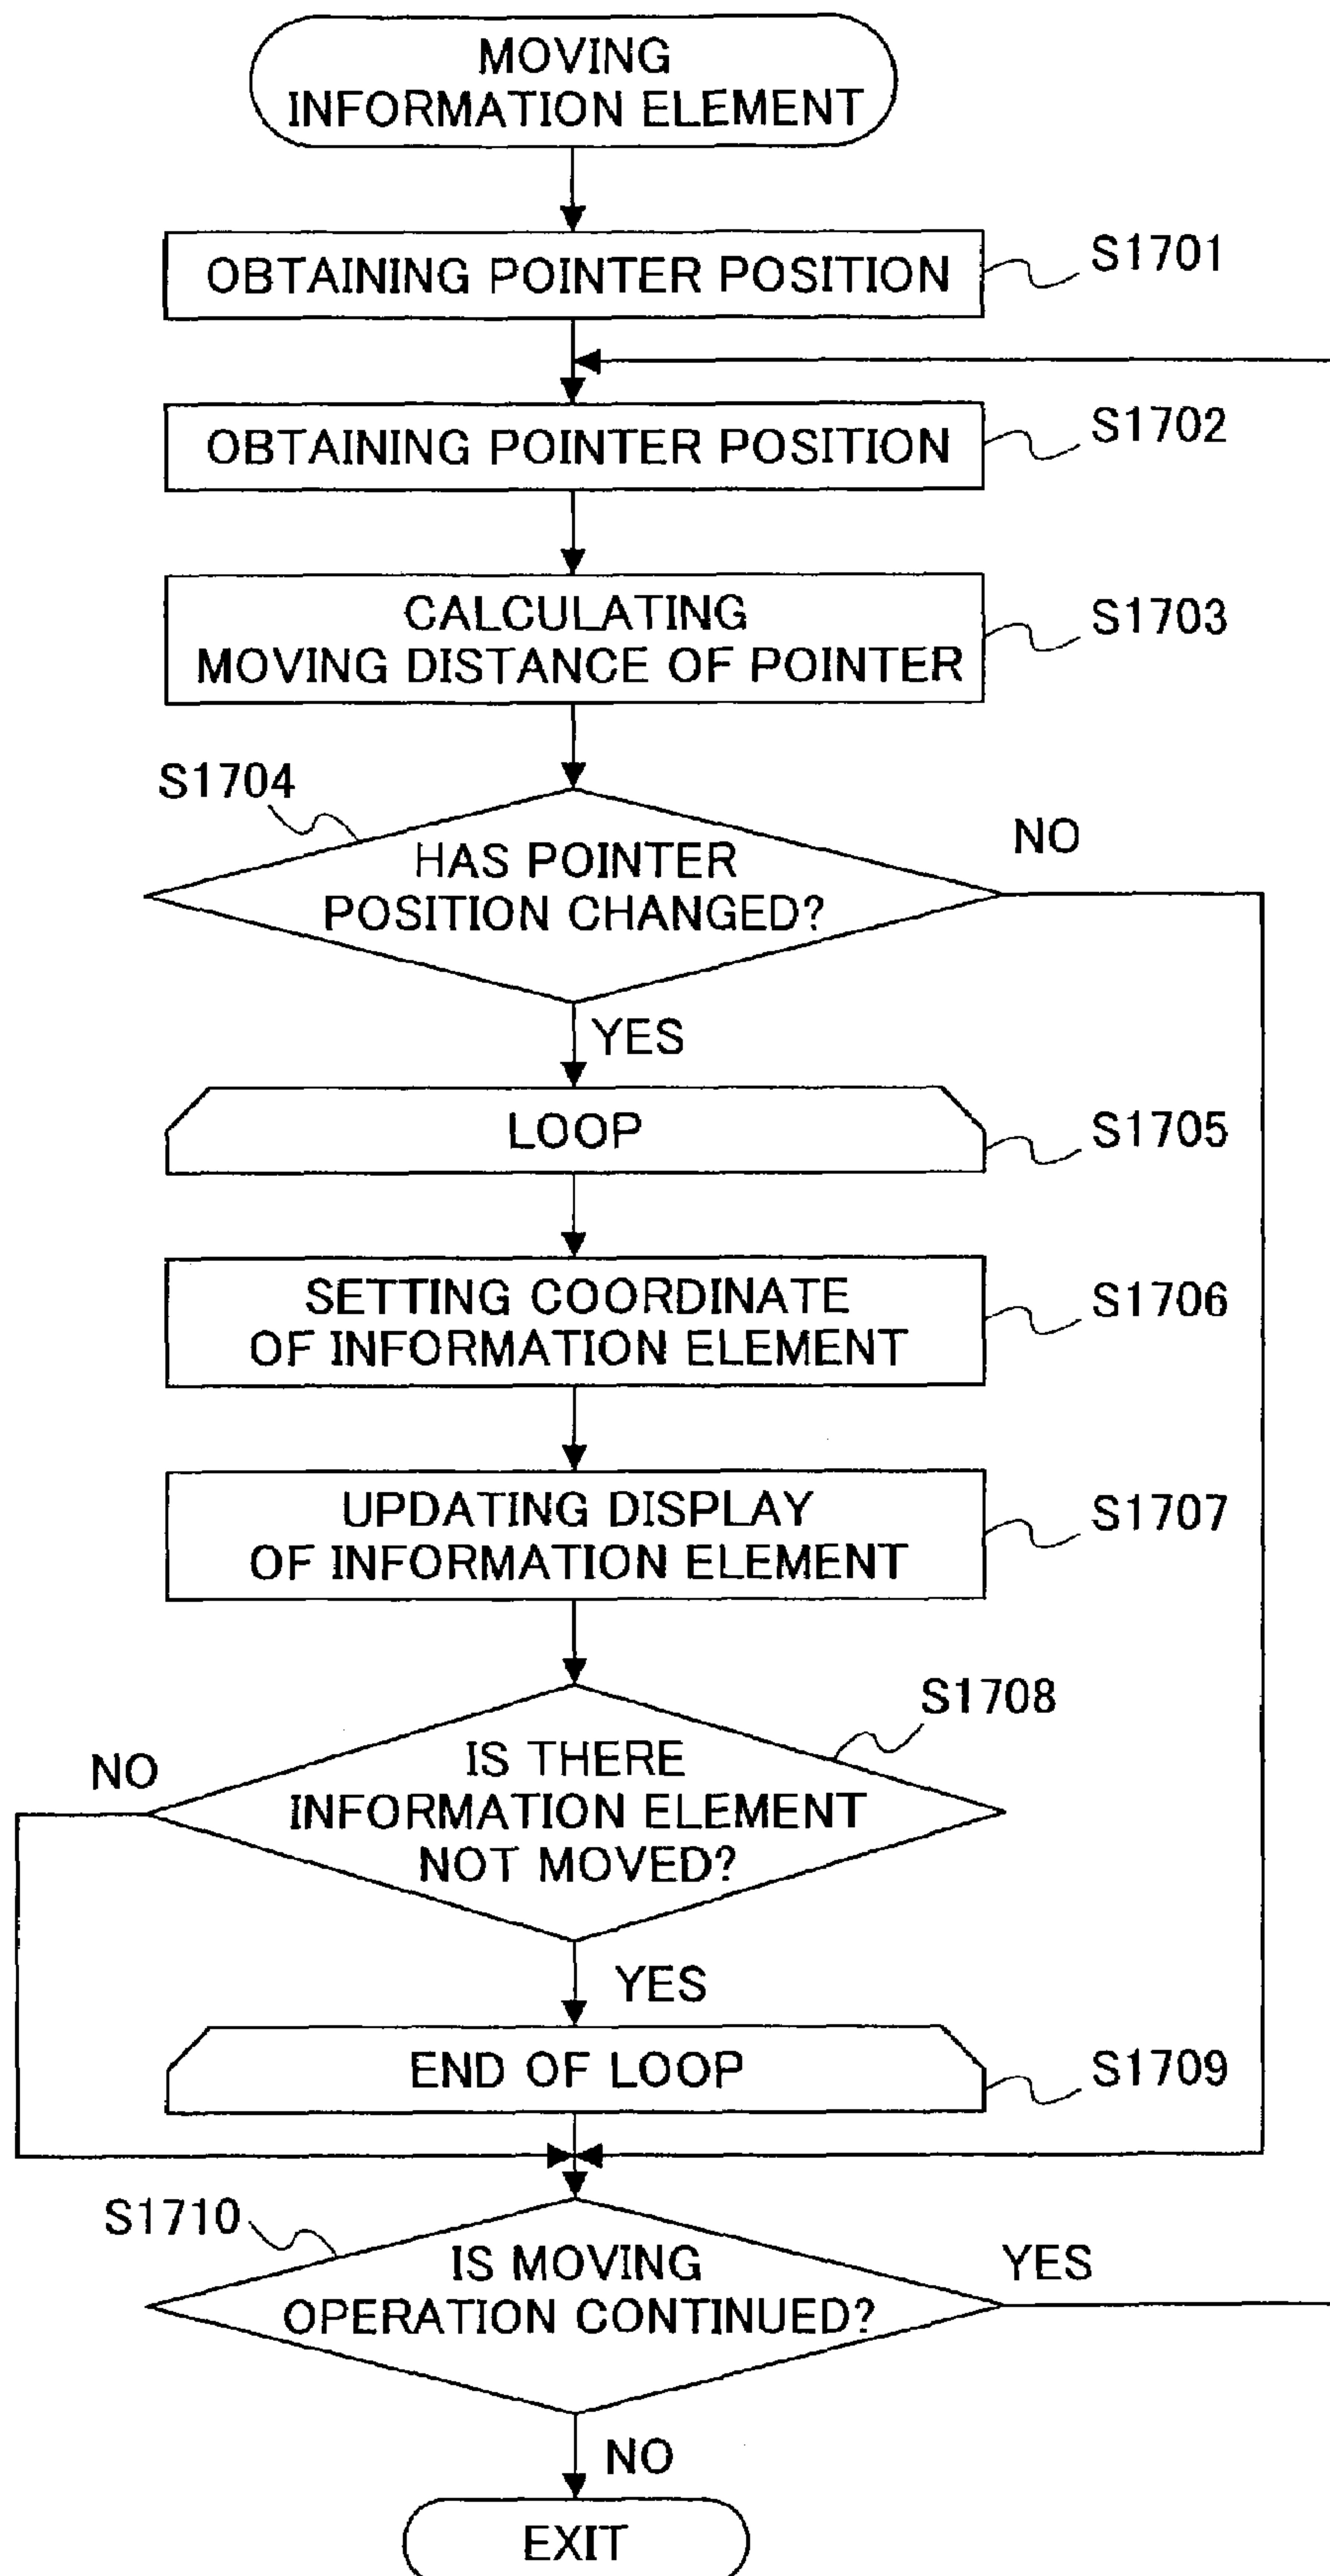 MOVING
INFORMATION ELEMENT
OBTAINING POINTER POSITION
S1701
OBTAINING POINTER POSITION
S1702
CALCULATING
MOVING DISTANCE OF POINTER
S1703
S1704
HAS POINTER
POSITION CHANGED?
NO
YES
LOOP
S1705
SETTING COORDINATE
OF INFORMATION ELEMENT
S1706
UPDATING DISPLAY
OF INFORMATION ELEMENT
S1707
S1708
NO
IS THERE
INFORMATION ELEMENT
NOT MOVED?
YES
END OF LOOP
S1709
S1710
IS MOVING
OPERATION CONTINUED?
YES
NO
EXIT